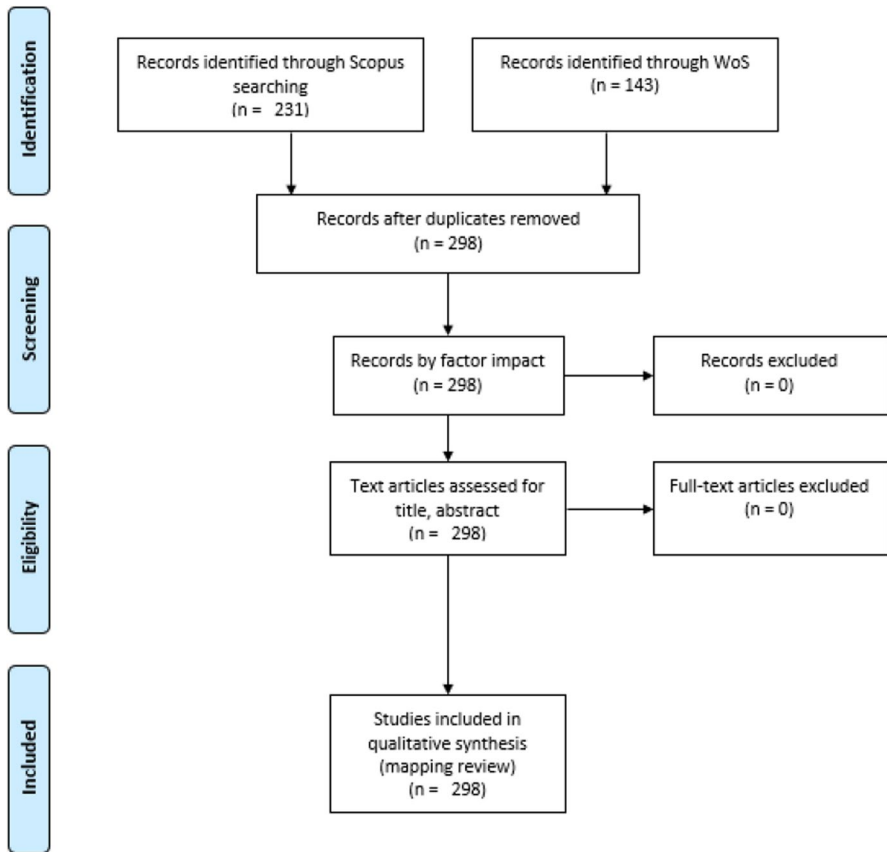 Identification
Records identified through Scopus
searching
(n = 231)
Records identified through WoS
(n = 143)
Records after duplicates removed
(n = 298)
Screening
Records by factor impact
(n = 298)
Records excluded
(n = 0)
Eligibility
Text articles assessed for
title, abstract
(n = 298)
Full-text articles excluded
(n = 0)
Included
Studies included in
qualitative synthesis
(mapping review)
(n = 298)